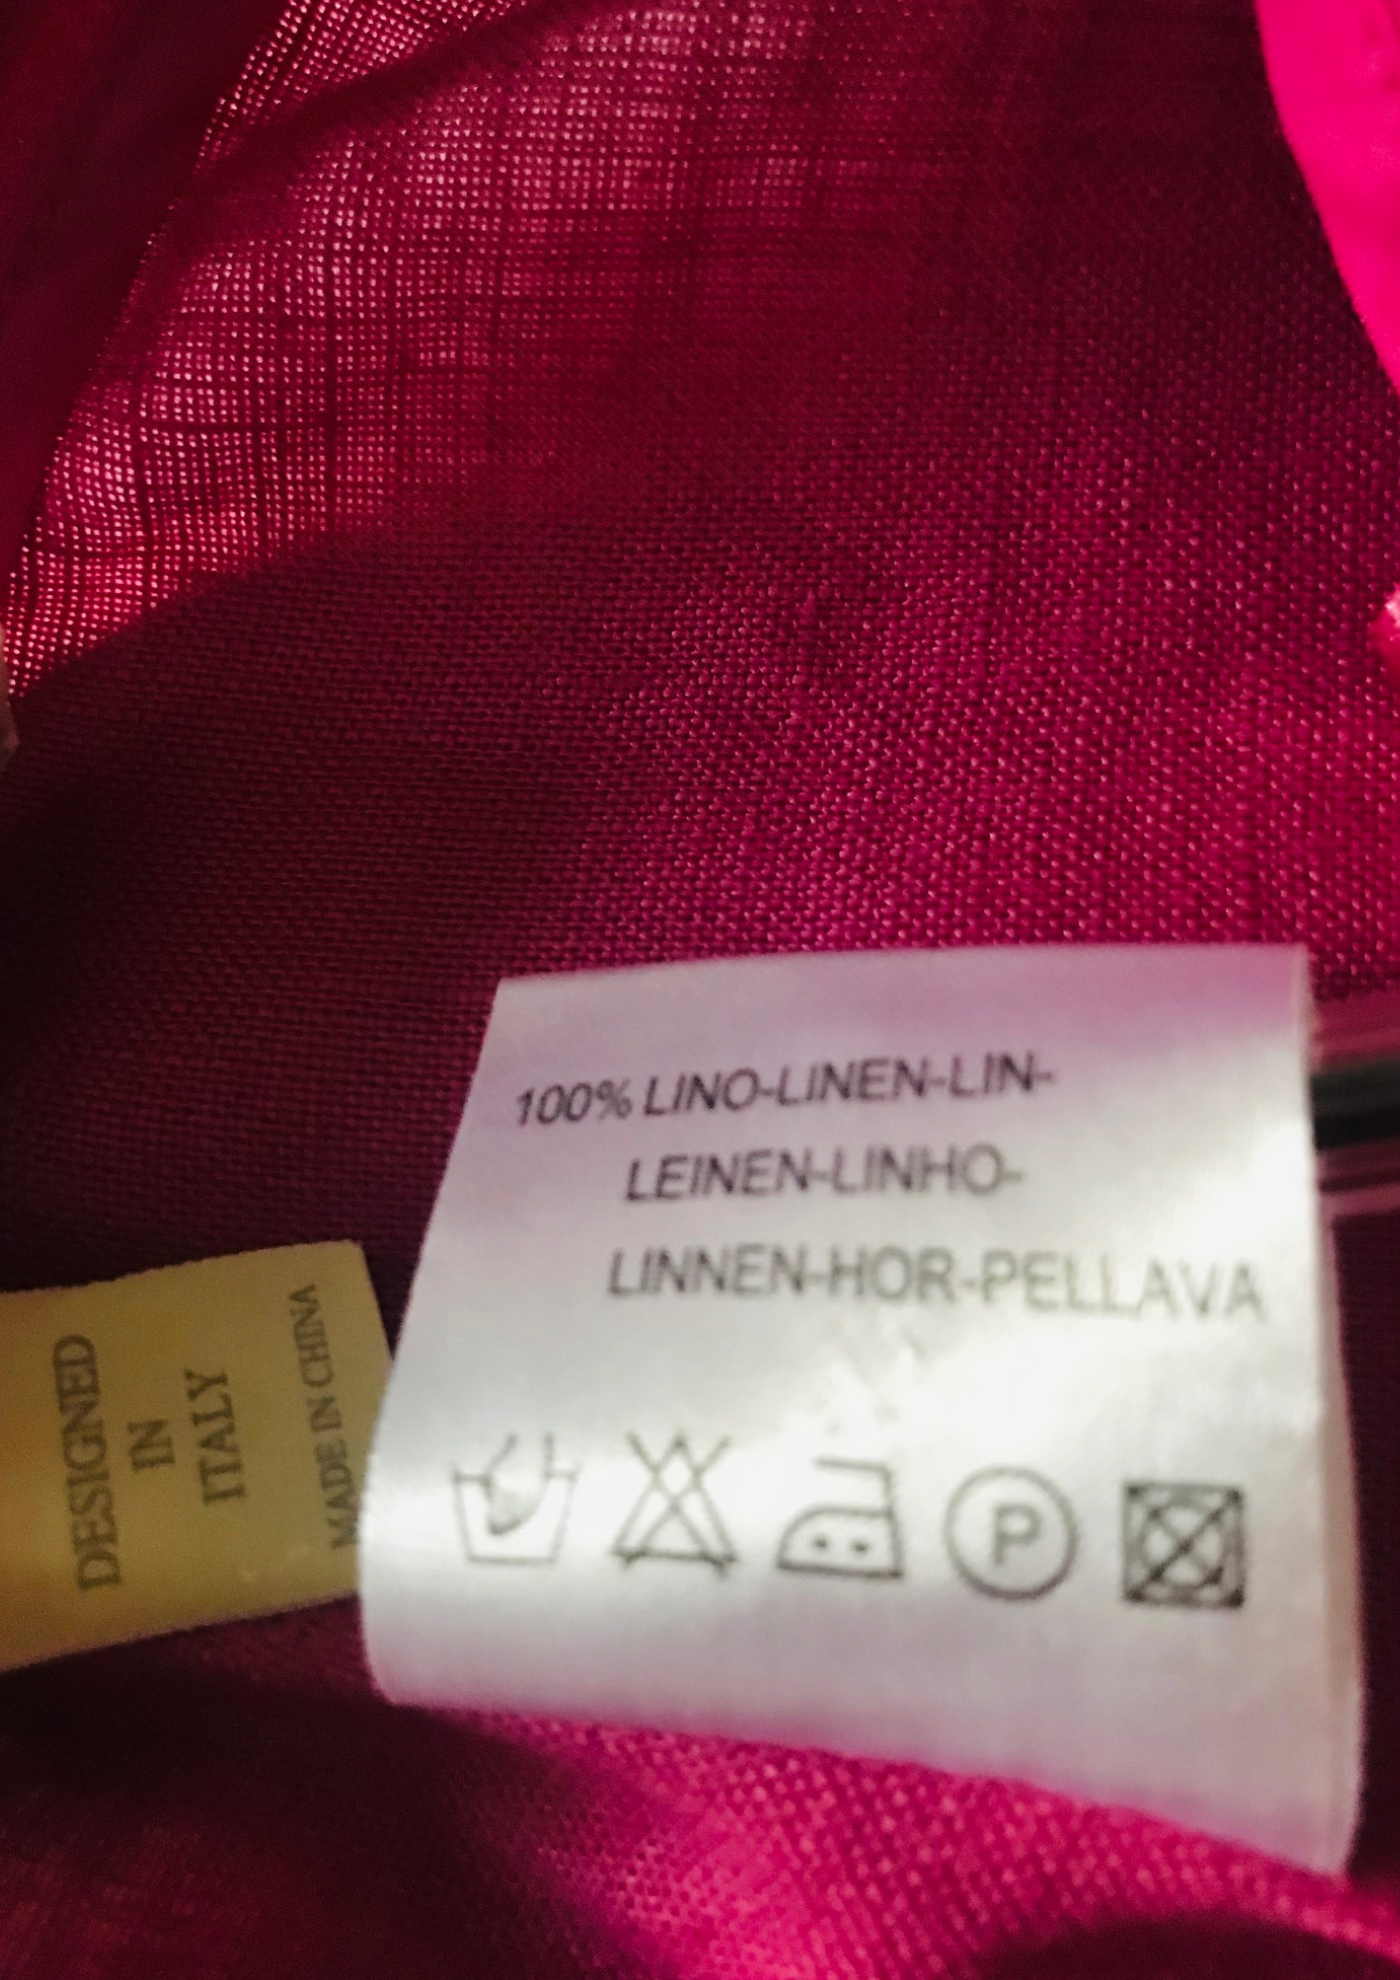 100% LINO-LINEN-LIN-
LEINEN-LINHO-
LINNEN-HOR-PELLAVA
P
DESIGNED
IN
ITALY
MADE IN CHINA